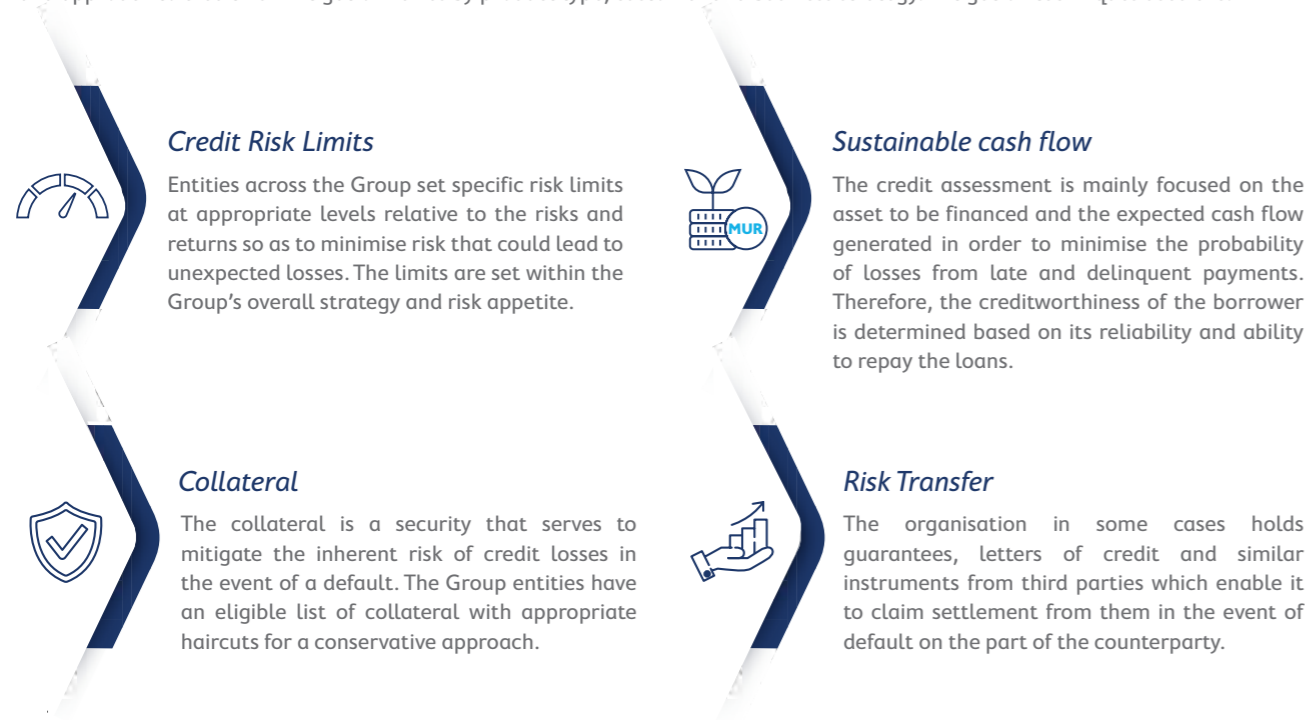 Credit Risk Limits
Entities across the Group set specific risk limits
at appropriate levels relative to the risks and
returns so as to minimise risk that could lead to
unexpected losses. The limits are set within the
Group's overall strategy and risk appetite.
Sustainable cash flow
MUR
The credit assessment is mainly focused on the
asset to be financed and the expected cash flow
generated in order to minimise the probability
of losses from late and delinquent payments.
Therefore, the creditworthiness of the borrower
is determined based on its reliability and ability
to repay the loans.
Collateral
The collateral is a security that serves to
mitigate the inherent risk of credit losses in
the event of a default. The Group entities have
an eligible list of collateral with appropriate
haircuts for a conservative approach.
Risk Transfer
The organisation in some cases holds
guarantees, letters of credit and similar
instruments from third parties which enable it
to claim settlement from them in the event of
default on the part of the counterparty.